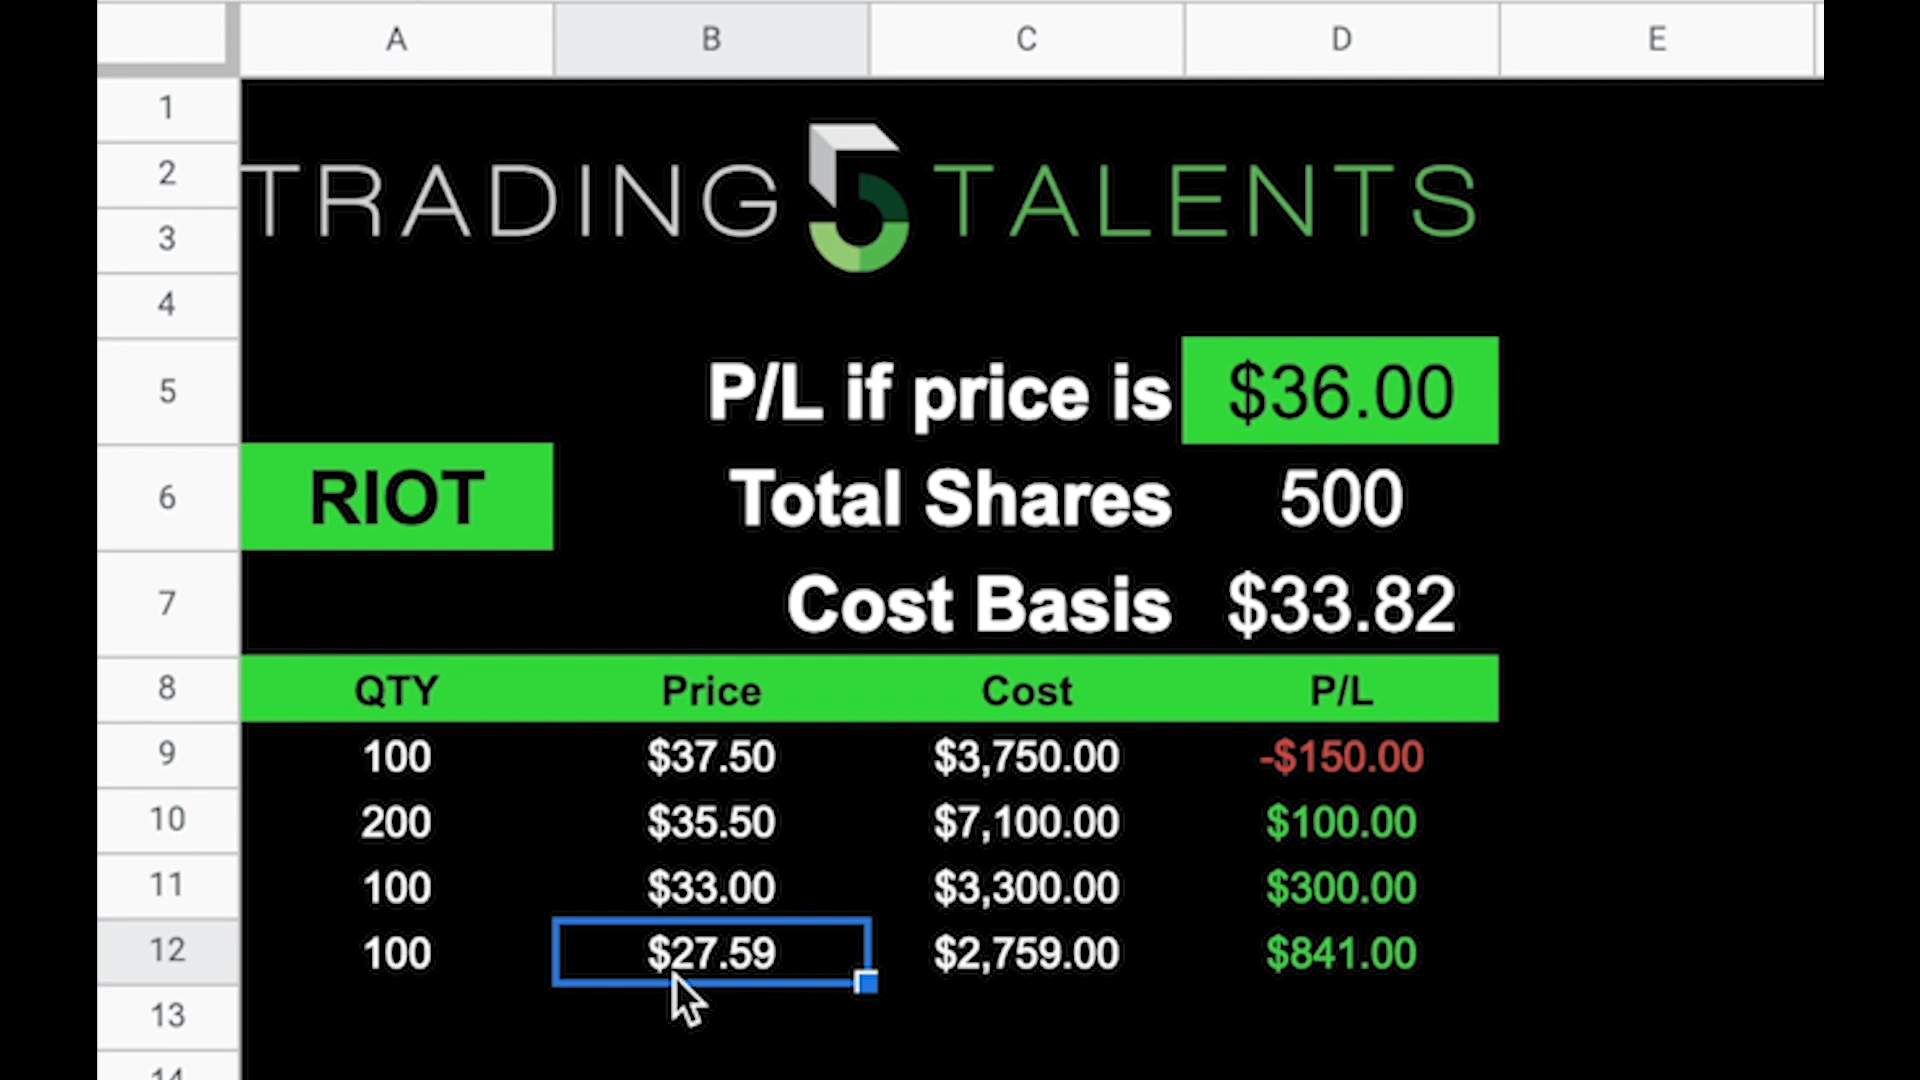 A B C D E
1
2 TRADING 5 TALENTS
3
4
5 P/L if price is $36.00
6 RIOT Total Shares 500
7 Cost Basis $33.82
8 QTY Price Cost P/L
9 100 $37.50 $3,750.00 -$150.00
10 200 $35.50 $7,100.00 $100.00
11 100 $33.00 $3,300.00 $300.00
12 100 $27.59 $2,759.00 $841.00
13
14